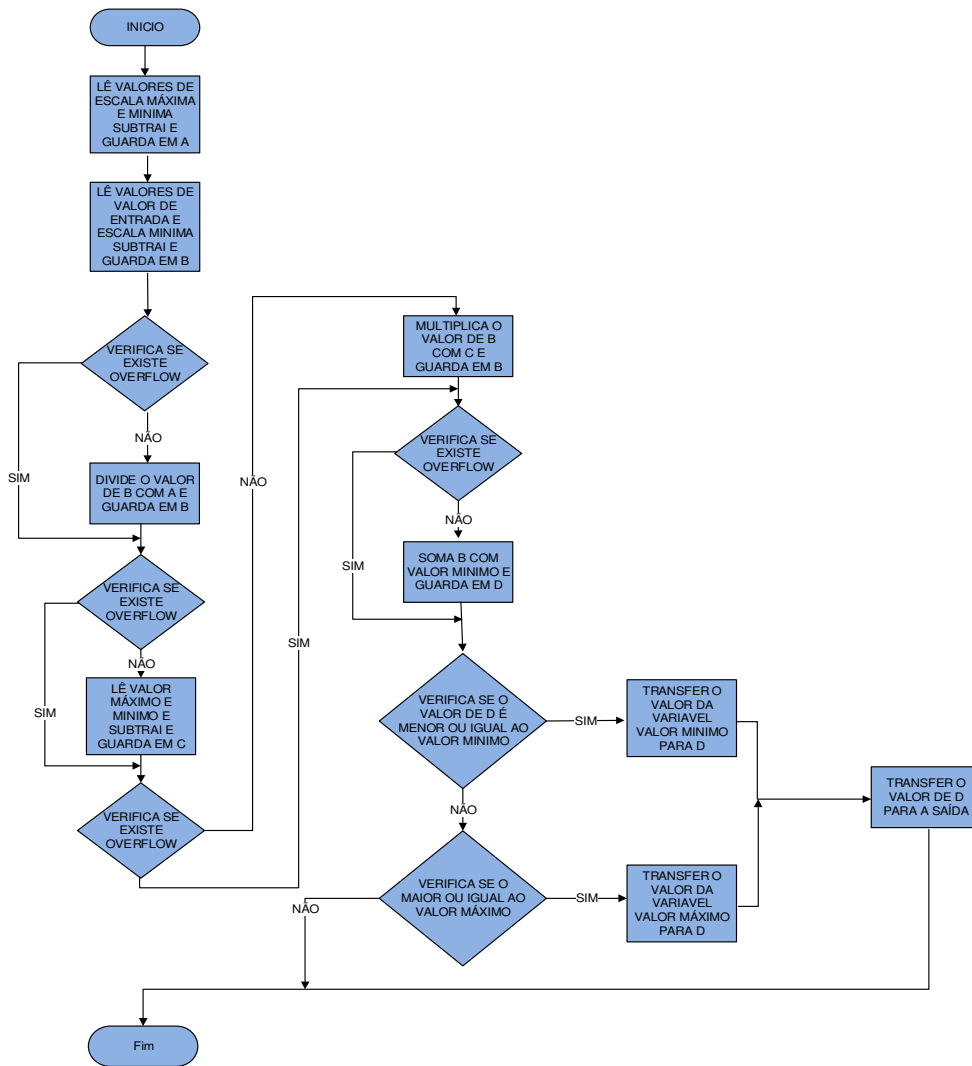 INICIO
LÊ VALORES DE
ESCALA MÁXIMA
E MINIMA
SUBTRAI E
GUARDA EM A
LÊ VALORES DE
VALOR DE
ENTRADA E
ESCALA MINIMA
SUBTRAI E
GUARDA EM B
VERIFICA SE
EXISTE
OVERFLOW
NÃO
SIM
DIVIDE O VALOR
DE B COM A E
GUARDA EM B
VERIFICA SE
EXISTE
OVERFLOW
NÃO
SIM
LÊ VALOR
MÁXIMO E
MINIMO E
SUBTRAI E
GUARDA EM C
VERIFICA SE
EXISTE
OVERFLOW
NÃO
SIM
MULTIPLICA O
VALOR DE B
COM C E
GUARDA EM B
VERIFICA SE
EXISTE
OVERFLOW
NÃO
SIM
SOMA B COM
VALOR MINIMO E
GUARDA EM D
VERIFICA SE O
VALOR DE D É
MENOR OU IGUAL AO
VALOR MINIMO
SIM
TRANSFER O
VALOR DA
VARIAVEL
VALOR MINIMO
PARA D
NÃO
VERIFICA SE O
MAIOR OU IGUAL AO
VALOR MÁXIMO
SIM
TRANSFER O
VALOR DA
VARIAVEL
VALOR MÁXIMO
PARA D
NÃO
TRANSFER O
VALOR DE D
PARA A SAÍDA
Fim